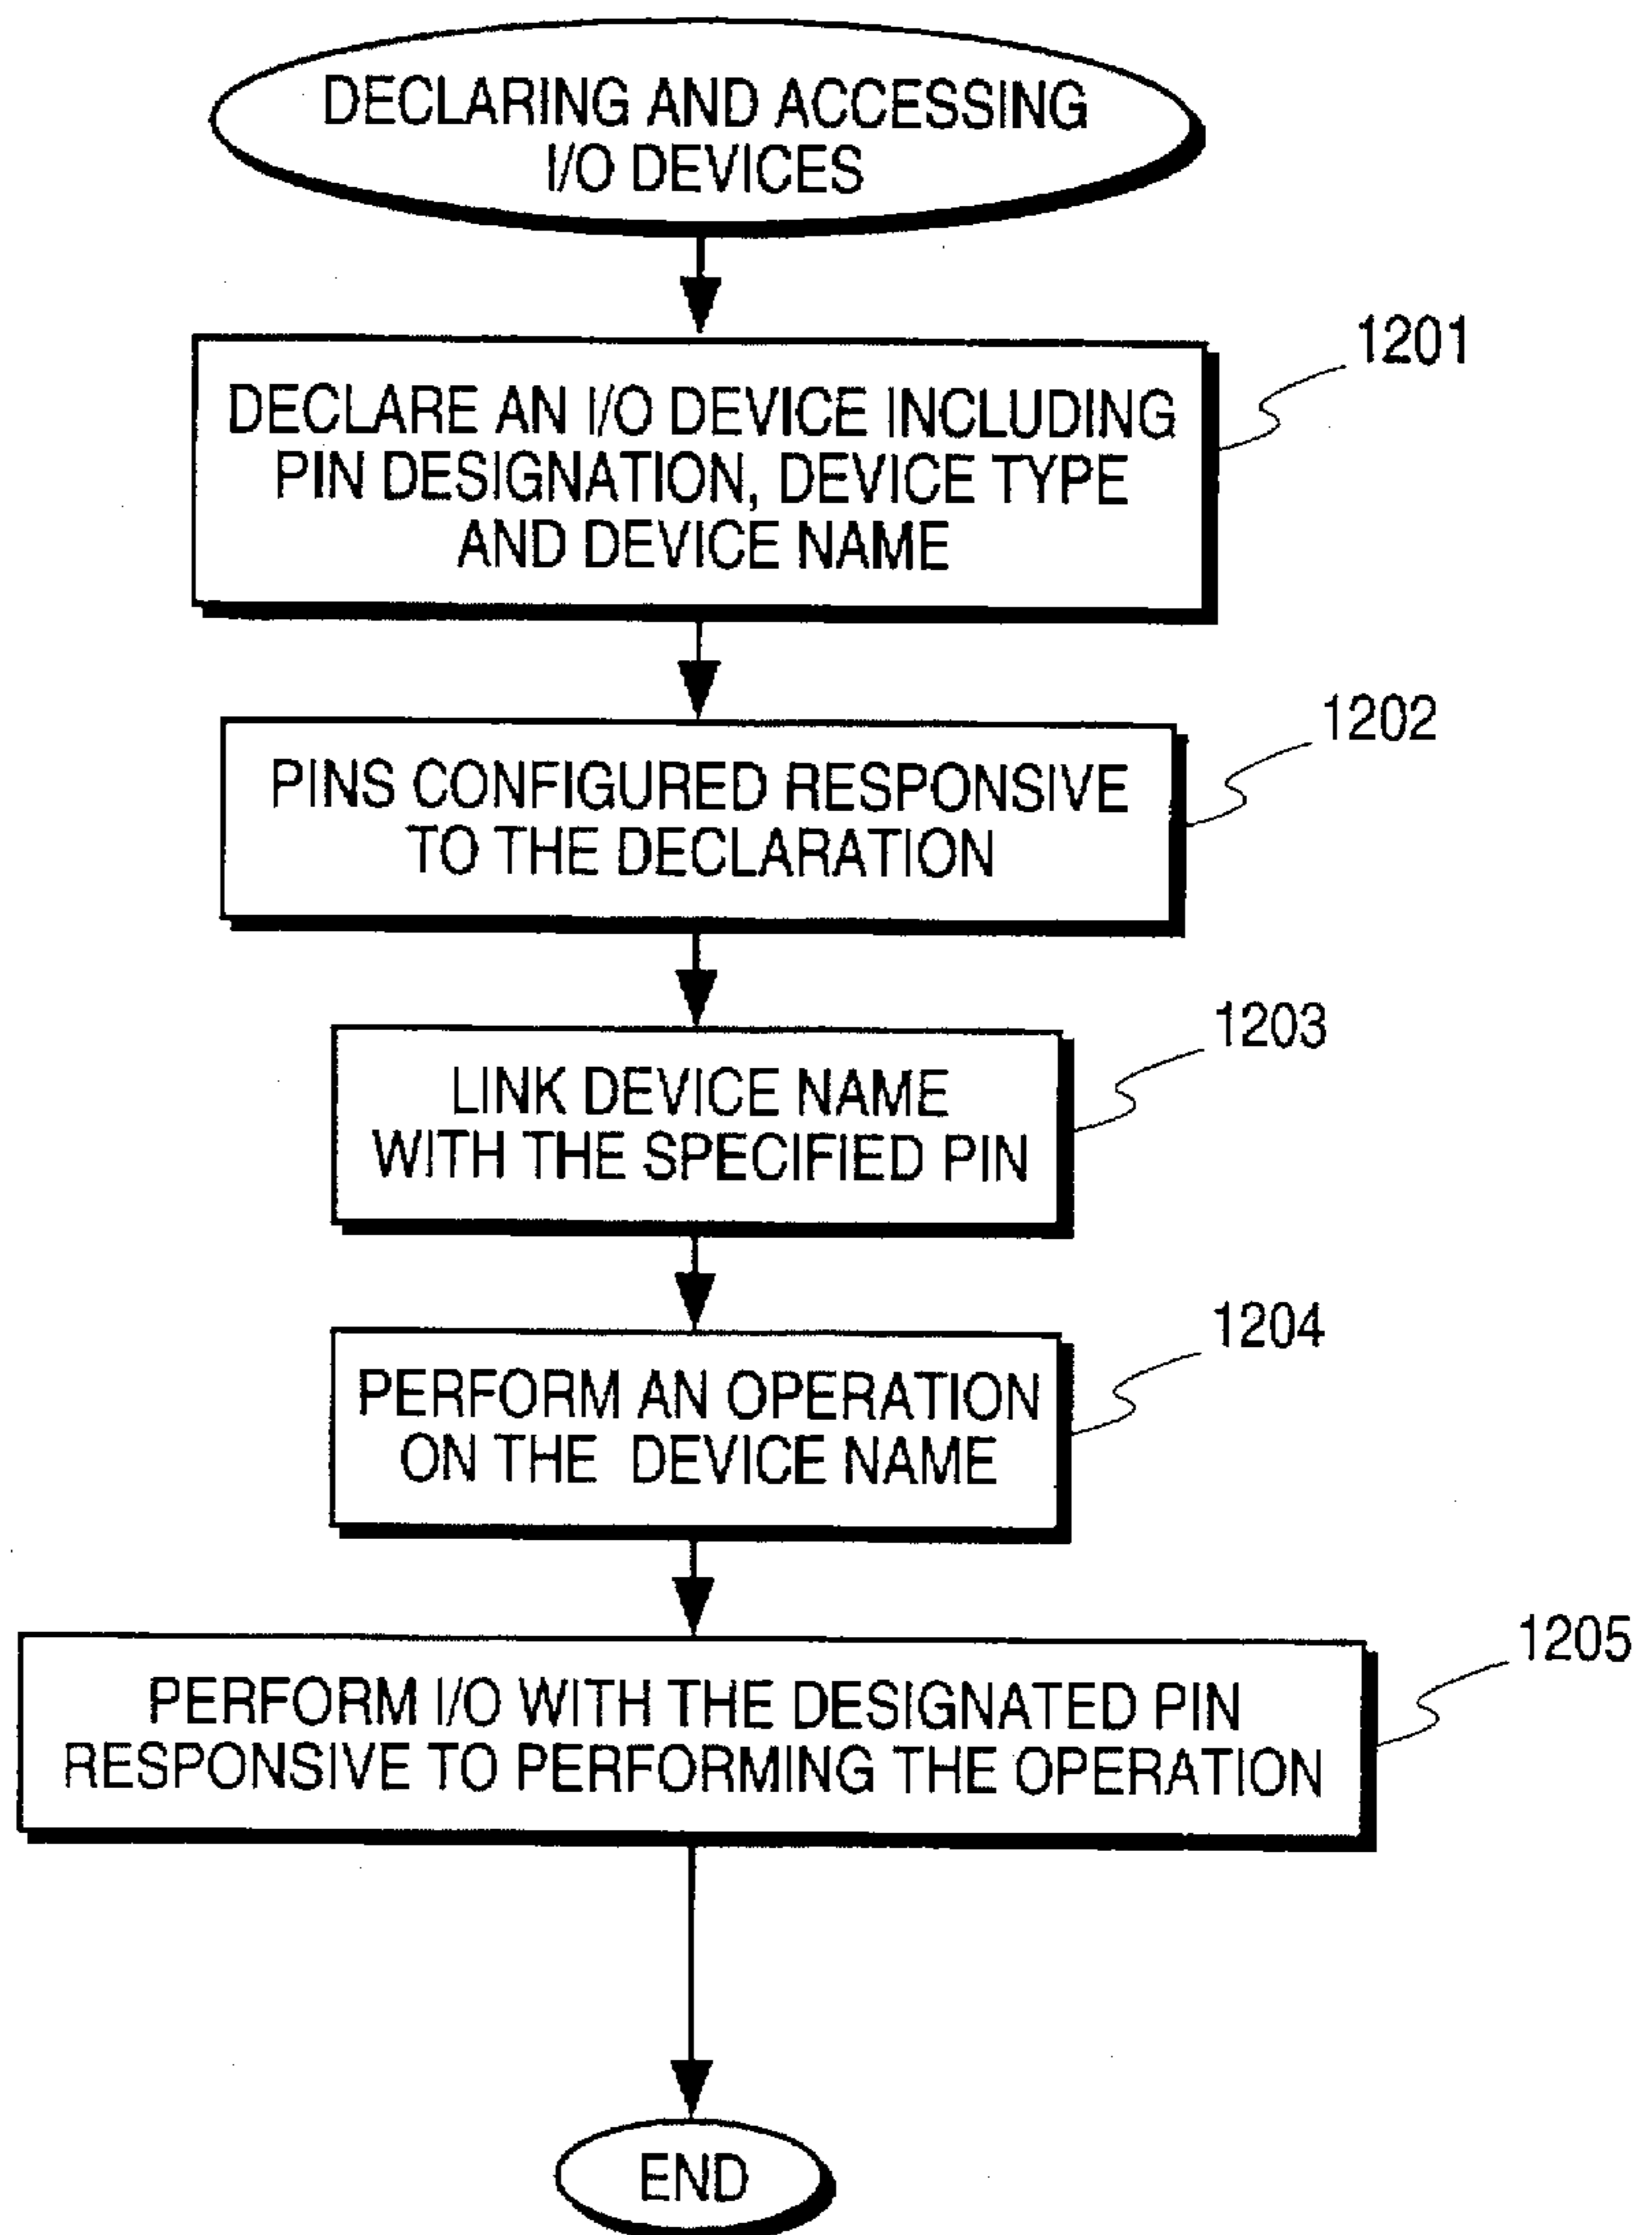 DECLARING AND ACCESSING
I/O DEVICES
1201
DECLARE AN I/O DEVICE INCLUDING
PIN DESIGNATION, DEVICE TYPE
AND DEVICE NAME
1202
PINS CONFIGURED RESPONSIVE
TO THE DECLARATION
1203
LINK DEVICE NAME
WITH THE SPECIFIED PIN
1204
PERFORM AN OPERATION
ON THE DEVICE NAME
1205
PERFORM I/O WITH THE DESIGNATED PIN
RESPONSIVE TO PERFORMING THE OPERATION
END